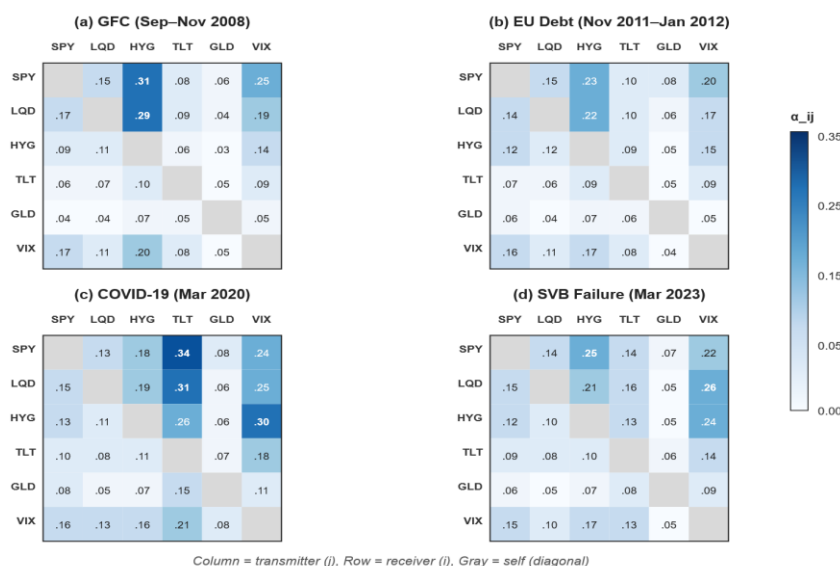 (a) GFC (Sep–Nov 2008)
SPY LQD HYG TLT GLD VIX
SPY .15 .31 .08 .06 .25
LQD .17 .29 .09 .04 .19
HYG .09 .11 .06 .03 .14
TLT .06 .07 .10 .05 .09
GLD .04 .04 .07 .05 .05
VIX .17 .11 .20 .08 .05
(b) EU Debt (Nov 2011–Jan 2012)
SPY LQD HYG TLT GLD VIX
SPY .15 .23 .10 .08 .20
LQD .14 .22 .10 .06 .17
HYG .12 .12 .09 .05 .15
TLT .07 .06 .09 .05 .09
GLD .06 .04 .07 .06 .05
VIX .16 .11 .17 .08 .04
(c) COVID-19 (Mar 2020)
SPY LQD HYG TLT GLD VIX
SPY .13 .18 .34 .08 .24
LQD .15 .19 .31 .06 .25
HYG .13 .11 .26 .06 .30
TLT .10 .08 .11 .07 .18
GLD .08 .05 .07 .15 .11
VIX .16 .13 .16 .21 .08
(d) SVB Failure (Mar 2023)
SPY LQD HYG TLT GLD VIX
SPY .14 .25 .14 .07 .22
LQD .15 .21 .16 .05 .26
HYG .12 .10 .13 .05 .24
TLT .09 .08 .10 .06 .14
GLD .06 .05 .07 .08 .09
VIX .15 .10 .17 .13 .05
α_ij
0.35
0.25
0.15
0.05
0.00
Column = transmitter (j), Row = receiver (i), Gray = self (diagonal)